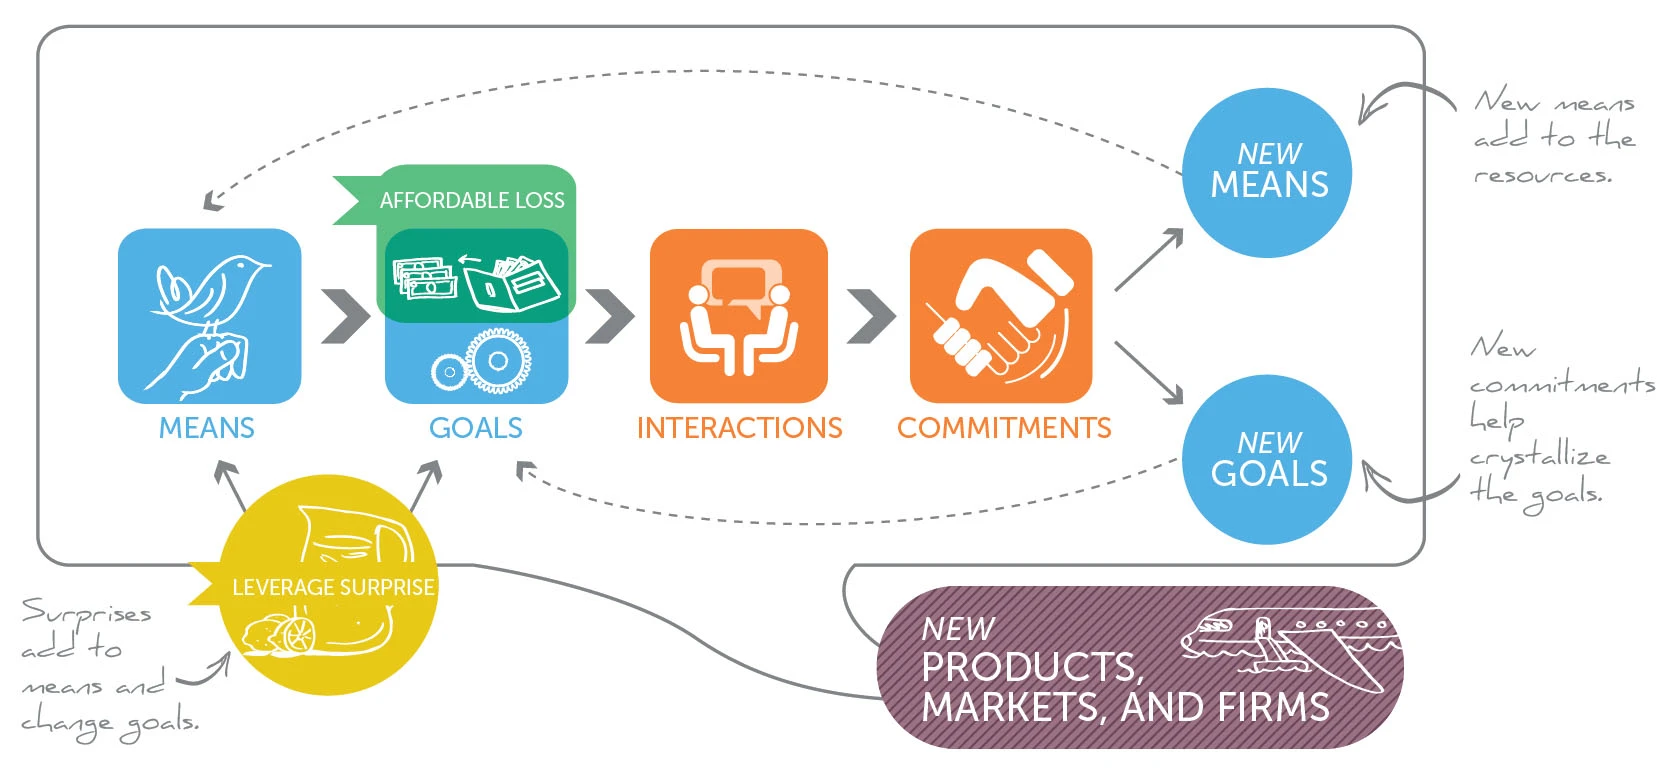 NEW
MEANS
New means
add to the
resources.
AFFORDABLE LOSS
MEANS
GOALS
INTERACTIONS
COMMITMENTS
NEW
GOALS
New
commitments
help
crystallize
the goals.
LEVERAGE SURPRISE
Surprises
add to
means and
change goals.
NEW
PRODUCTS,
MARKETS, AND FIRMS